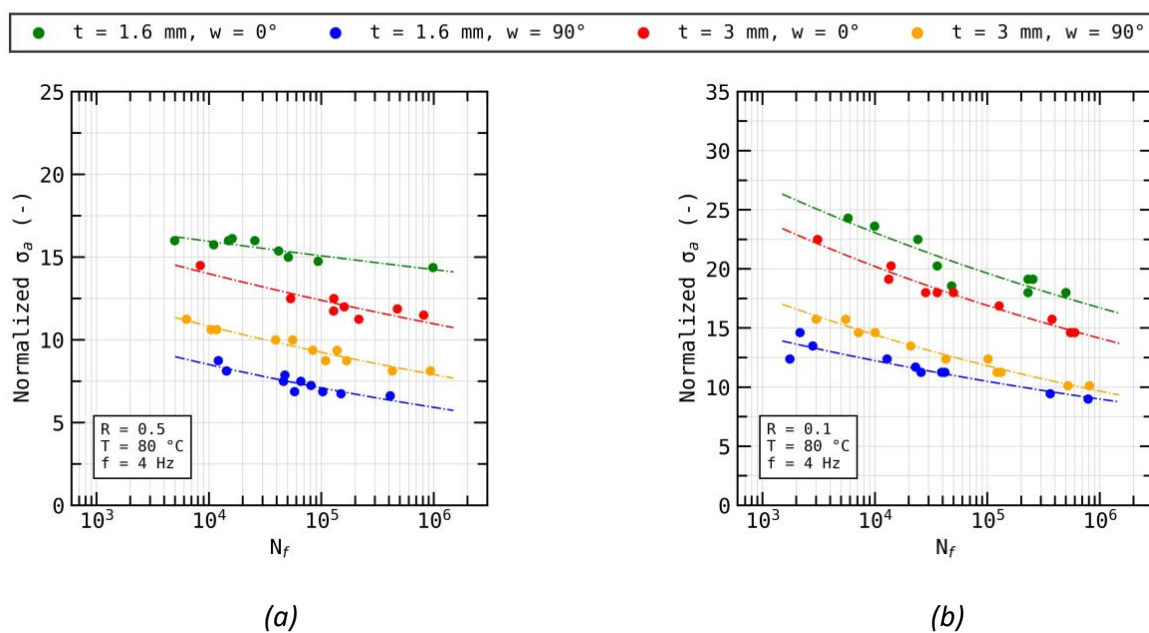 t = 1.6 mm, w = 0° t = 1.6 mm, w = 90° t = 3 mm, w = 0° t = 3 mm, w = 90°
25
20
15
10
5
0
Normalized σₐ (-)
R = 0.5
T = 80 °C
f = 4 Hz
10³ 10⁴ 10⁵ 10⁶
N_f
(a)
35
30
25
20
15
10
5
0
Normalized σₐ (-)
R = 0.1
T = 80 °C
f = 4 Hz
10³ 10⁴ 10⁵ 10⁶
N_f
(b)